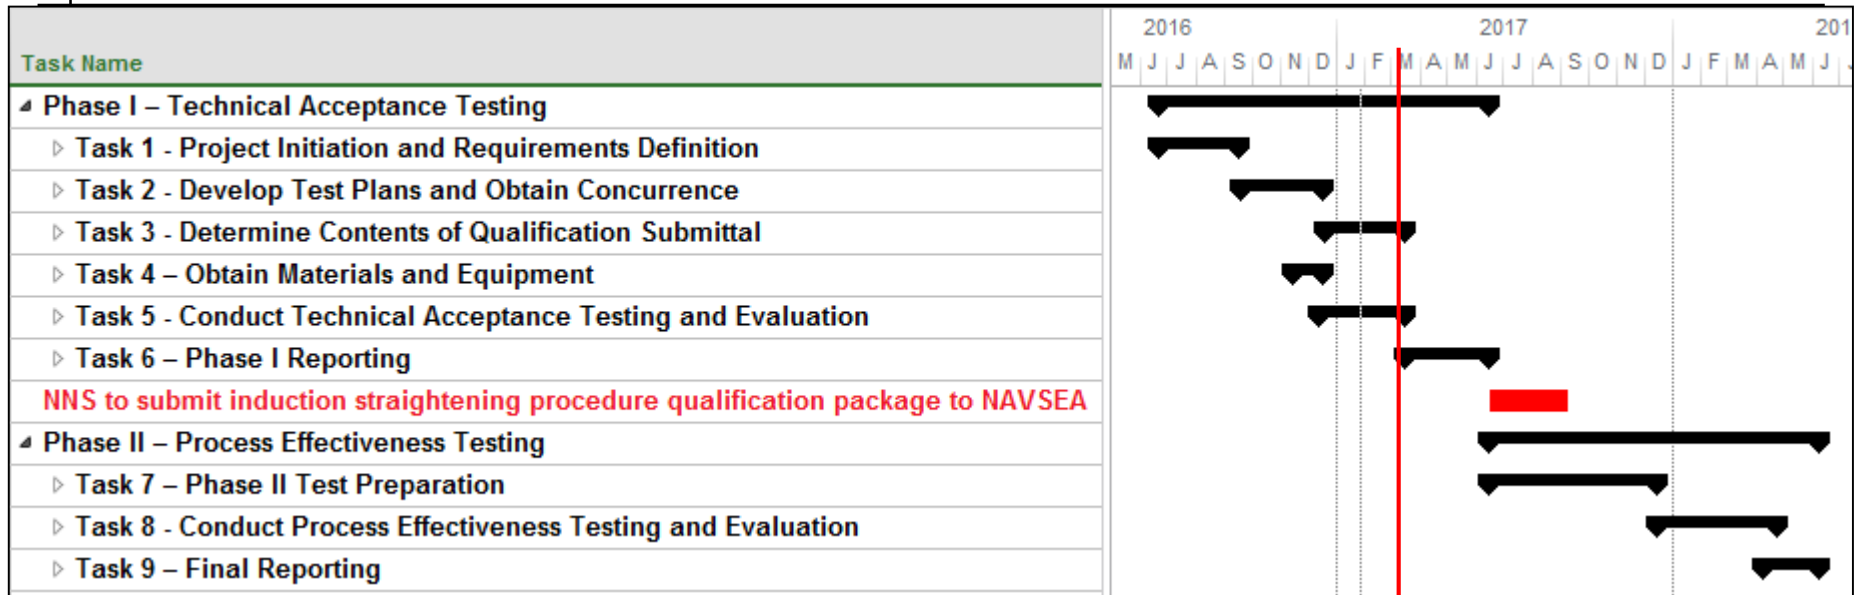 2016 2017 201
Task Name M J J A S O N D J F M A M J J A S O N D J F M A M J
Phase I – Technical Acceptance Testing
Task 1 - Project Initiation and Requirements Definition
Task 2 - Develop Test Plans and Obtain Concurrence
Task 3 - Determine Contents of Qualification Submittal
Task 4 – Obtain Materials and Equipment
Task 5 - Conduct Technical Acceptance Testing and Evaluation
Task 6 – Phase I Reporting
NNS to submit induction straightening procedure qualification package to NAVSEA
Phase II – Process Effectiveness Testing
Task 7 – Phase II Test Preparation
Task 8 - Conduct Process Effectiveness Testing and Evaluation
Task 9 – Final Reporting